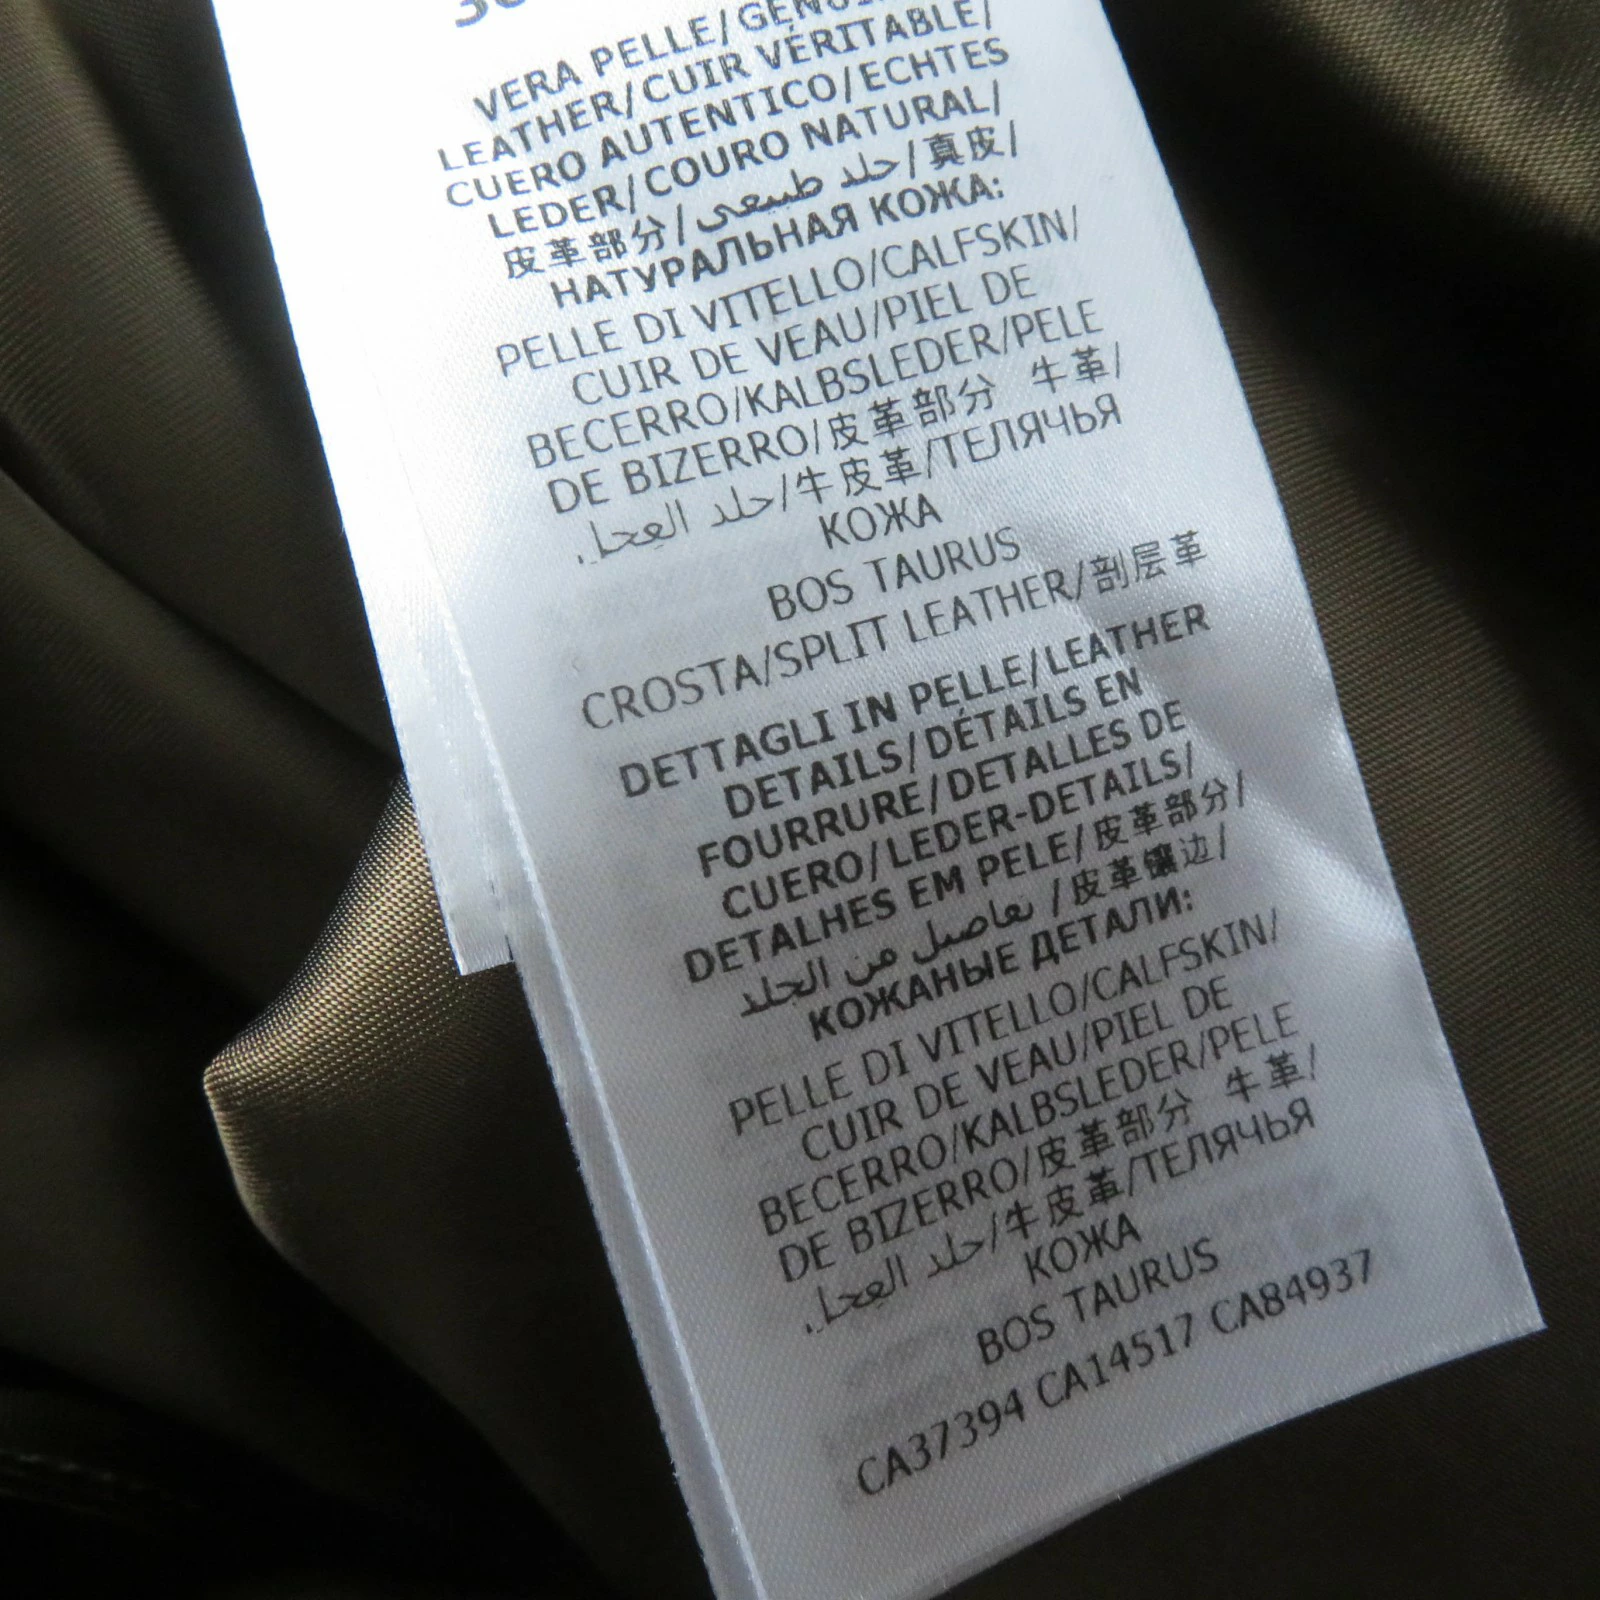 VERA PELLE/GENUI
LEATHER/CUIR VÉRITABLE/
CUERO AUTENTICO/ECHTES
LEDER/COURO NATURAL/
皮革部分/جلد طبيعي/真皮/
НАТУРАЛЬНАЯ КОЖА:
PELLE DI VITELLO/CALFSKIN/
CUIR DE VEAU/PIEL DE
BECERRO/KALBSLEDER/PELE
DE BIZERRO/皮革部分 牛革/
جلد العجل/牛皮革/ТЕЛЯЧЬЯ
КОЖА
BOS TAURUS
CROSTA/SPLIT LEATHER/剖层革
DETTAGLI IN PELLE/LEATHER
DETAILS/DÉTAILS EN
FOURRURE/DETALLES DE
CUERO/LEDER-DETAILS/
DETALHES EM PELE/皮革部分/
تفاصيل من الجلد/皮革镶边/
КОЖАНЫЕ ДЕТАЛИ:
PELLE DI VITELLO/CALFSKIN/
CUIR DE VEAU/PIEL DE
BECERRO/KALBSLEDER/PELE
DE BIZERRO/皮革部分 牛革/
جلد العجل/牛皮革/ТЕЛЯЧЬЯ
КОЖА
BOS TAURUS
CA37394 CA14517 CA84937